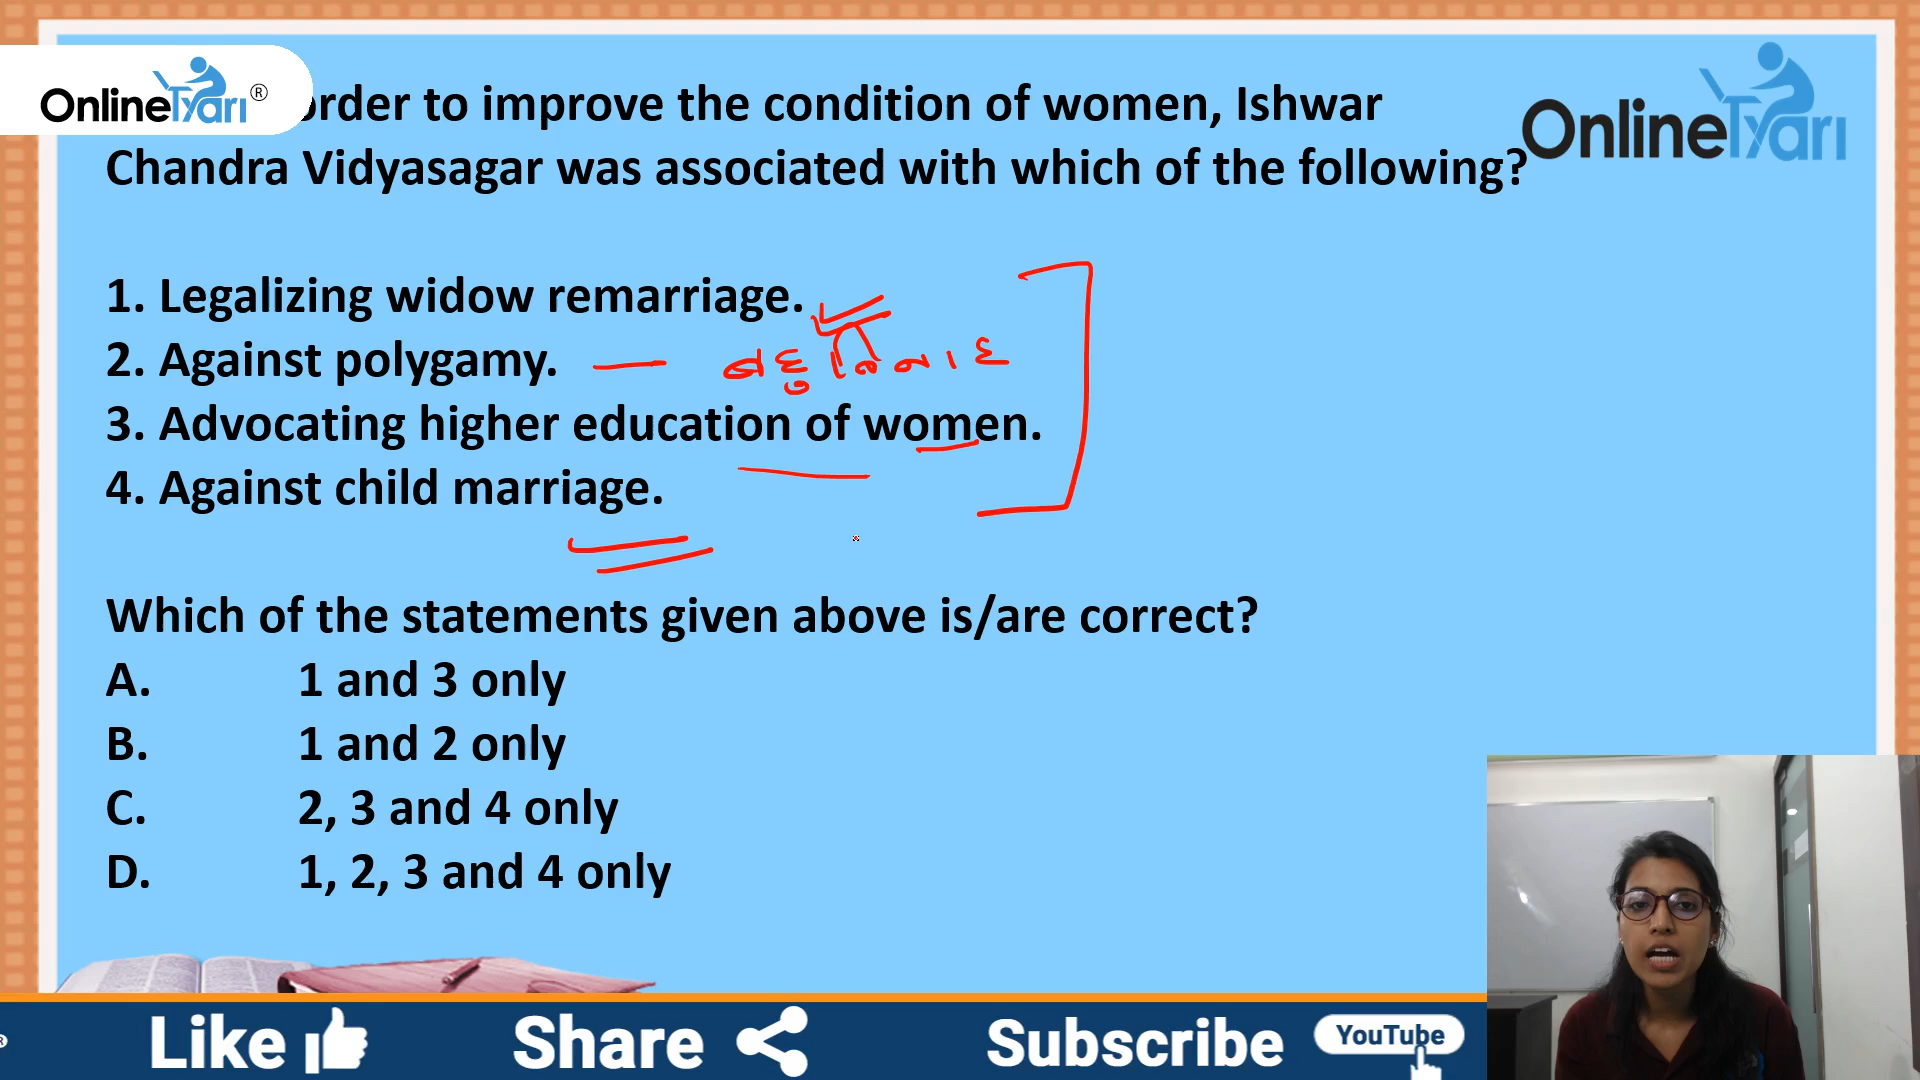 OnlineTyari®
order to improve the condition of women, Ishwar
OnlineTyari
Chandra Vidyasagar was associated with which of the following?
1. Legalizing widow remarriage.
2. Against polygamy. — बहुविवाह
3. Advocating higher education of women.
4. Against child marriage.
Which of the statements given above is/are correct?
A. 1 and 3 only
B. 1 and 2 only
C. 2, 3 and 4 only
D. 1, 2, 3 and 4 only
Like Share Subscribe YouTube